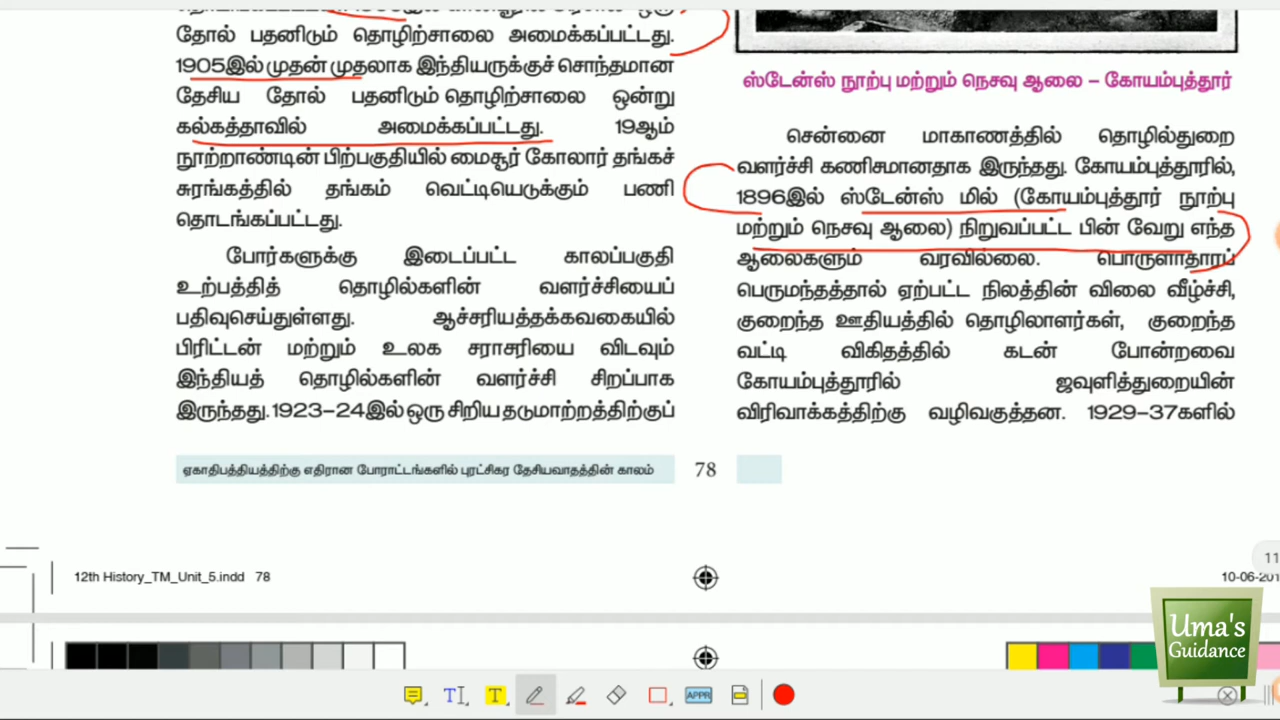 தோல் பதனிடும் தொழிற்சாலை அமைக்கப்பட்டது.
1905இல் முதன் முதலாக இந்தியருக்குச் சொந்தமான
தேசிய தோல் பதனிடும் தொழிற்சாலை ஒன்று
கல்கத்தாவில் அமைக்கப்பட்டது. 19ஆம்
நூற்றாண்டின் பிற்பகுதியில் மைசூர் கோலார் தங்கச்
சுரங்கத்தில் தங்கம் வெட்டியெடுக்கும் பணி
தொடங்கப்பட்டது.
போர்களுக்கு இடைப்பட்ட காலப்பகுதி
உற்பத்தித் தொழில்களின் வளர்ச்சியைப்
பதிவுசெய்துள்ளது. ஆச்சரியத்தக்கவகையில்
பிரிட்டன் மற்றும் உலக சராசரியை விடவும்
இந்தியத் தொழில்களின் வளர்ச்சி சிறப்பாக
இருந்தது. 1923–24இல் ஒரு சிறிய தடுமாற்றத்திற்குப்
ஸ்டேன்ஸ் நூற்பு மற்றும் நெசவு ஆலை – கோயம்புத்தூர்
சென்னை மாகாணத்தில் தொழில்துறை
வளர்ச்சி கணிசமானதாக இருந்தது. கோயம்புத்தூரில்,
1896இல் ஸ்டேன்ஸ் மில் (கோயம்புத்தூர் நூற்பு
மற்றும் நெசவு ஆலை) நிறுவப்பட்ட பின் வேறு எந்த
ஆலைகளும் வரவில்லை. பொருளாதாரப்
பெருமந்தத்தால் ஏற்பட்ட நிலத்தின் விலை வீழ்ச்சி,
குறைந்த ஊதியத்தில் தொழிலாளர்கள், குறைந்த
வட்டி விகிதத்தில் கடன் போன்றவை
கோயம்புத்தூரில் ஜவுளித்துறையின்
விரிவாக்கத்திற்கு வழிவகுத்தன. 1929–37களில்
ஏகாதிபத்தியத்திற்கு எதிரான போராட்டங்களில் புரட்சிகர தேசியவாதத்தின் காலம்
78
12th History_TM_Unit_5.indd 78
11
10-06-201
Uma's
Guidance
APPR